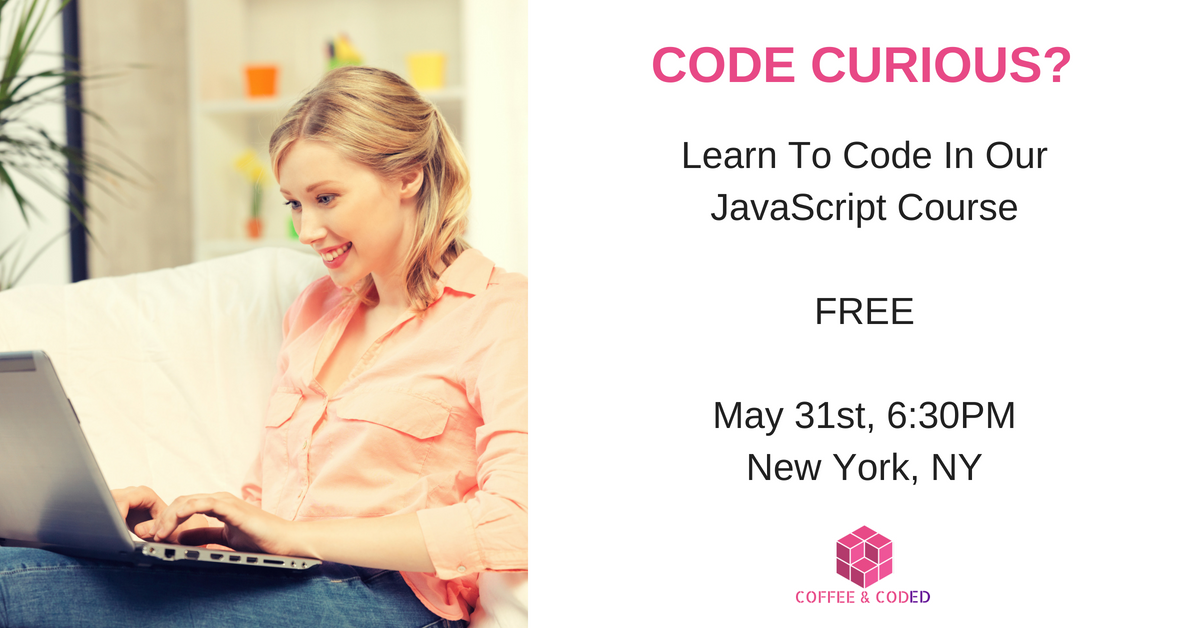 CODE CURIOUS?
Learn To Code In Our
JavaScript Course
FREE
May 31st, 6:30PM
New York, NY
COFFEE & CODED